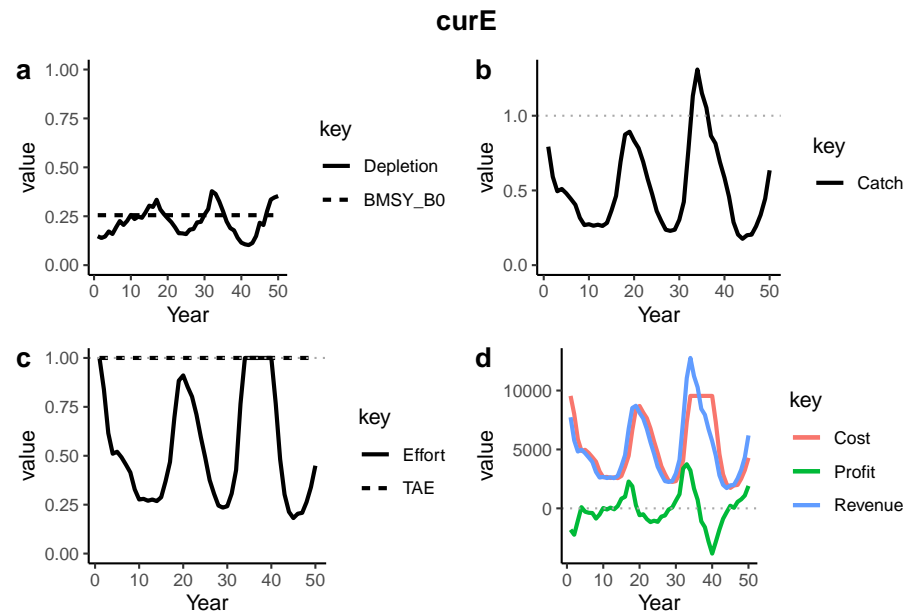 curE
a
1.00
0.75
0.50
0.25
0.00
value
0 10 20 30 40 50
Year
key
Depletion
BMSY_B0
b
1.0
0.5
0.0
value
0 10 20 30 40 50
Year
key
Catch
c
1.00
0.75
0.50
0.25
0.00
value
0 10 20 30 40 50
Year
key
Effort
TAE
d
10000
5000
0
value
0 10 20 30 40 50
Year
key
Cost
Profit
Revenue